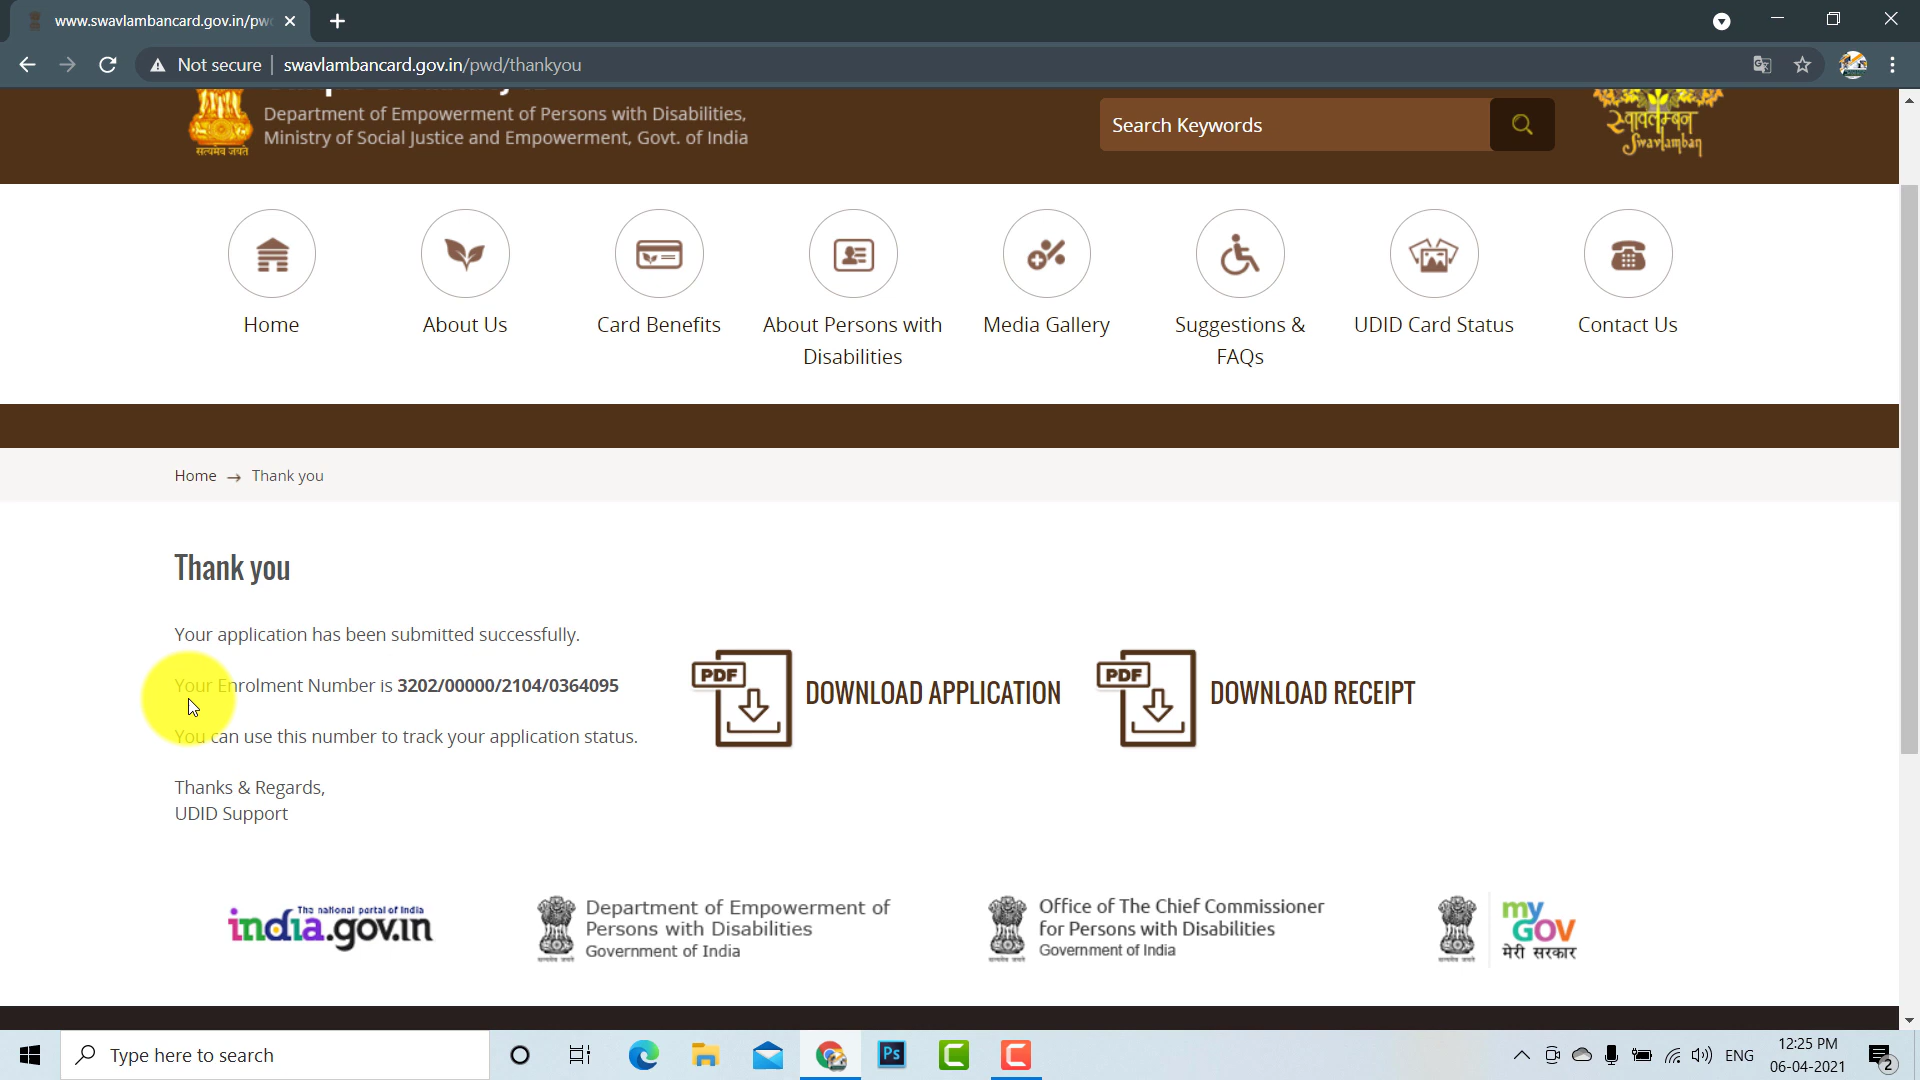 www.swavlambancard.gov.in/pwd
Not secure
swavlambancard.gov.in/pwd/thankyou
Department of Empowerment of Persons with Disabilities,
Ministry of Social Justice and Empowerment, Govt. of India
सत्यमेव जयते
Search Keywords
स्वावलम्बन
Swavlamban
Home
About Us
Card Benefits
About Persons with
Disabilities
Media Gallery
Suggestions &
FAQs
UDID Card Status
Contact Us
Home → Thank you
Thank you
Your application has been submitted successfully.
Your Enrolment Number is 3202/00000/2104/0364095
You can use this number to track your application status.
Thanks & Regards,
UDID Support
PDF
DOWNLOAD APPLICATION
PDF
DOWNLOAD RECEIPT
The national portal of India
india.gov.in
Department of Empowerment of
Persons with Disabilities
Government of India
Office of The Chief Commissioner
for Persons with Disabilities
Government of India
my
GOV
मेरी सरकार
Type here to search
Ps
ENG
12:25 PM
06-04-2021
2